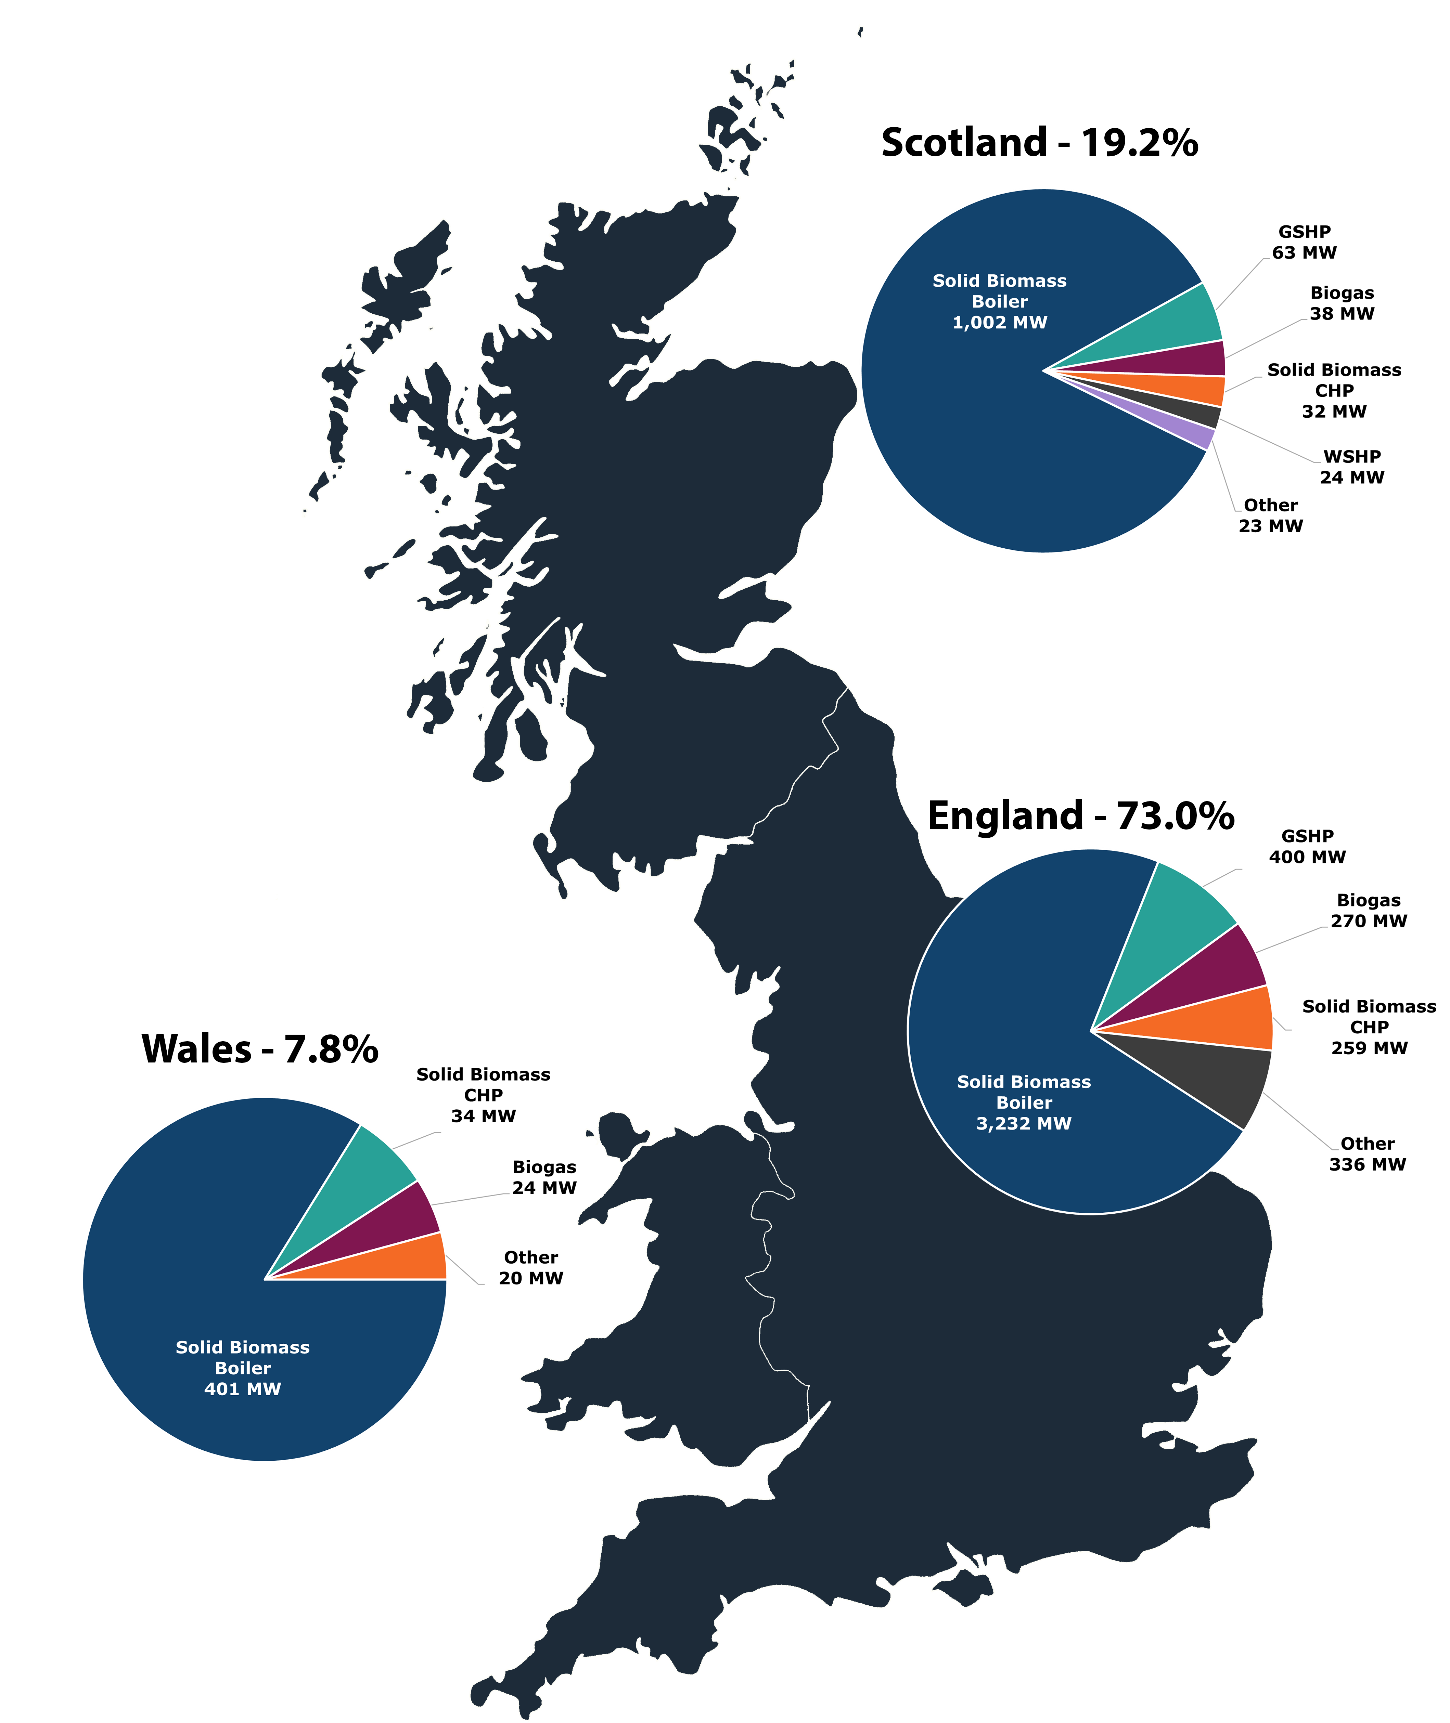 Scotland - 19.2%
Solid Biomass
Boiler
1,002 MW
GSHP
63 MW
Biogas
38 MW
Solid Biomass
CHP
32 MW
WSHP
24 MW
Other
23 MW
England - 73.0%
GSHP
400 MW
Biogas
270 MW
Solid Biomass
CHP
259 MW
Other
336 MW
Solid Biomass
Boiler
3,232 MW
Wales - 7.8%
Solid Biomass
CHP
34 MW
Biogas
24 MW
Other
20 MW
Solid Biomass
Boiler
401 MW